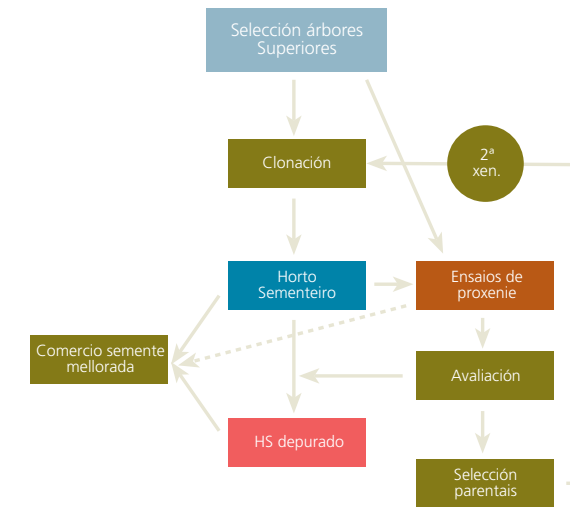 Selección árbores
Superiores
Clonación
2ª
xen.
Horto
Sementeiro
Ensaios de
proxenie
Comercio semente
mellorada
Avaliación
HS depurado
Selección
parentais